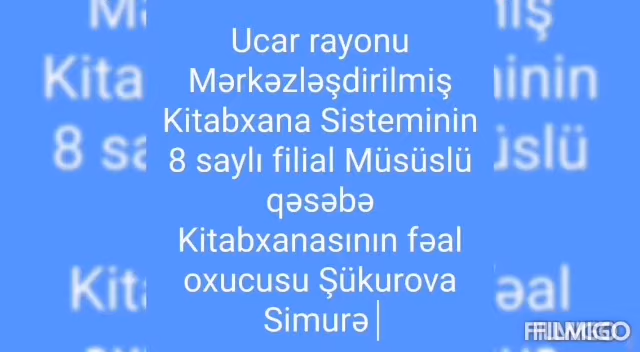 Ucar rayonu
Mərkəzləşdirilmiş
Kitabxana Sisteminin
8 saylı filial Müsüslü
qəsəbə
Kitabxanasının fəal
oxucusu Şükurova
Simurə
FILMIGO